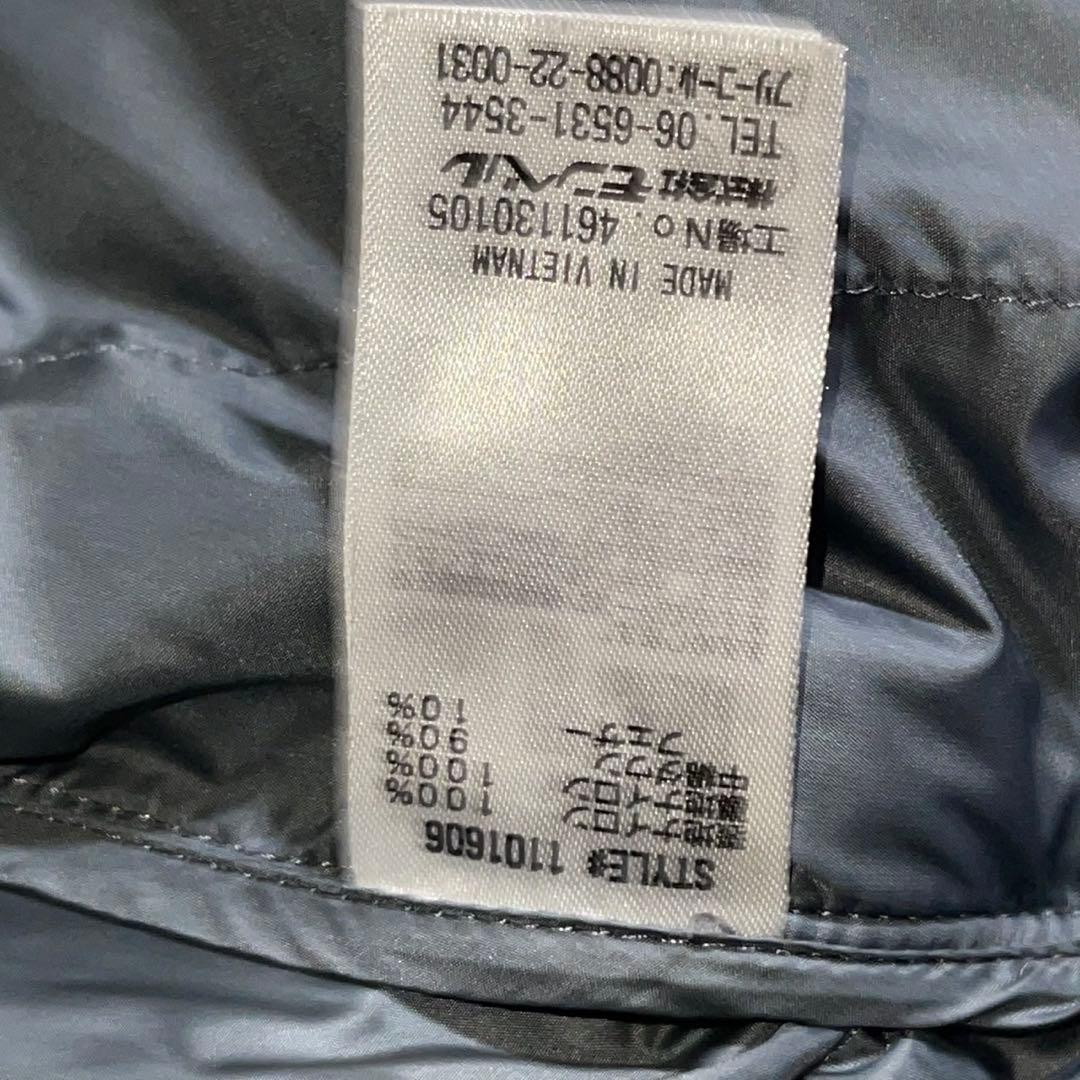 STYLE# 1101606
表地 ナイロン 100%
裏地 ナイロン 100%
中綿 ダウン 90%
フェザー 10%
MADE IN VIETNAM
工場No. 461130105
株式会社モンベル
TEL. 06-6531-3544
フリーコール:0088-22-0031